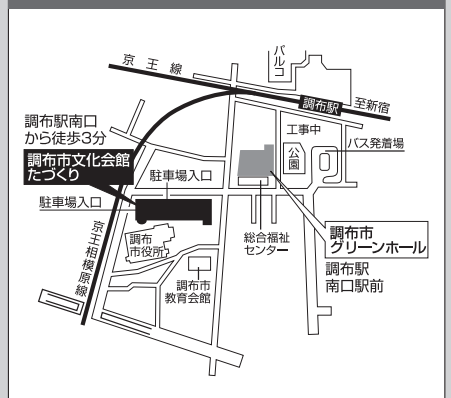 京王線
パルコ
調布駅
至新宿
調布駅南口
から徒歩3分
工事中
バス発着場
公園
調布市文化会館
たづくり
駐車場入口
駐車場入口
京王相模原線
調布
市役所
総合福祉
センター
調布市
グリーンホール
調布駅
南口駅前
調布市
教育会館